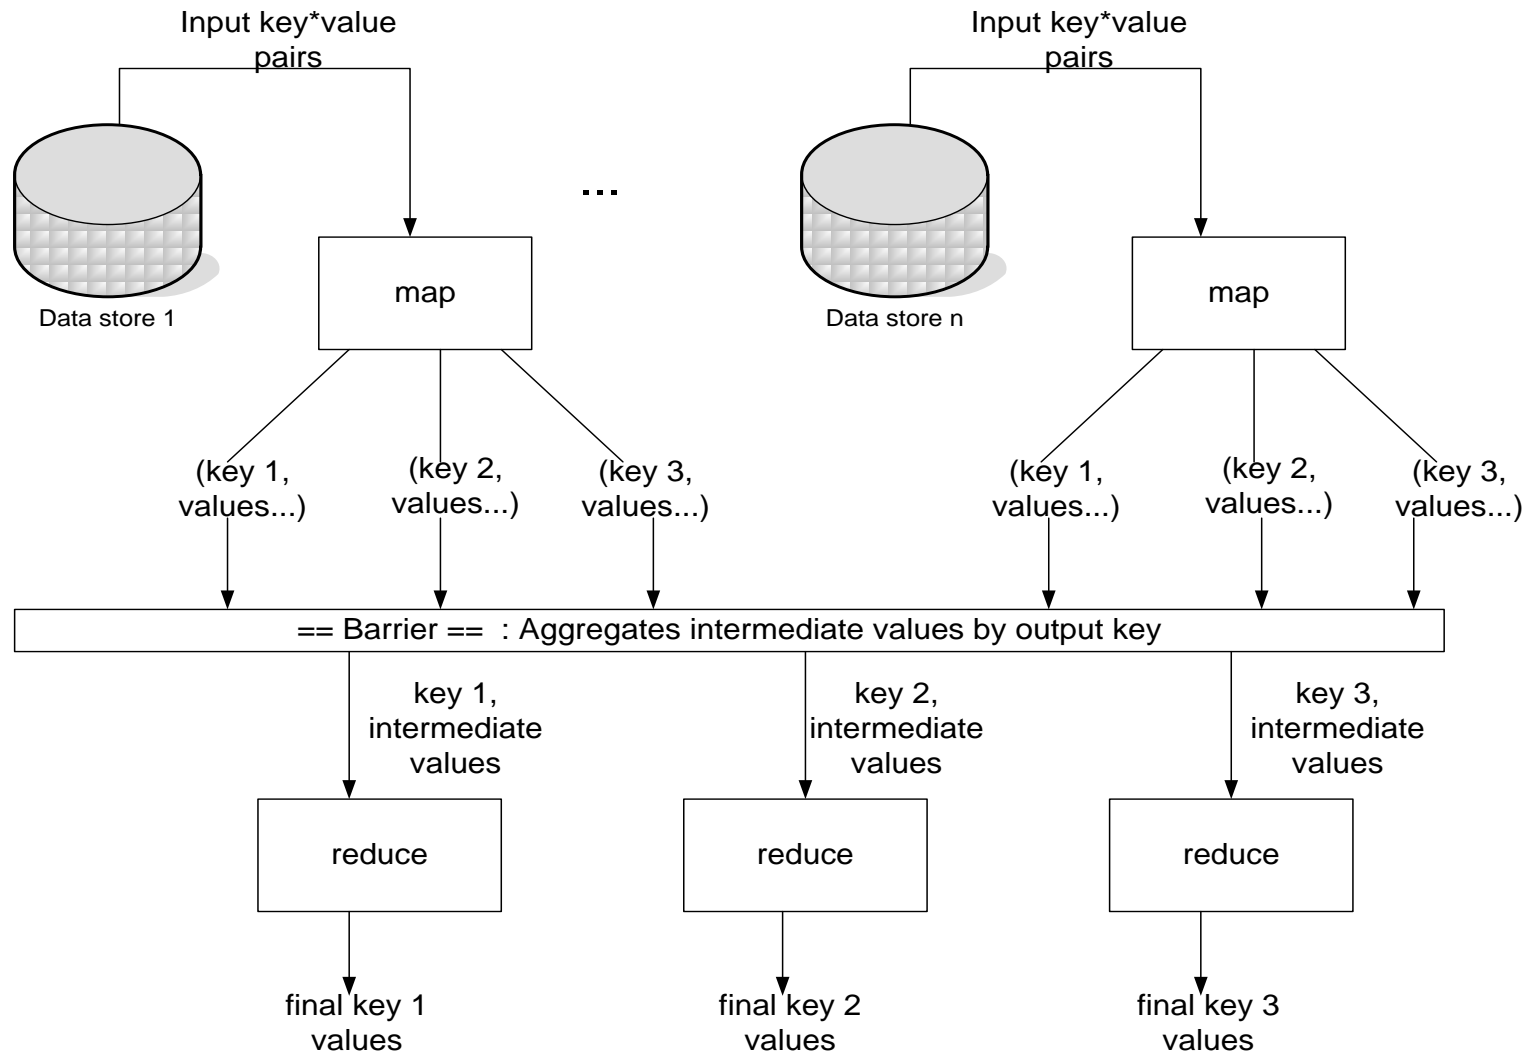 Input key*value
pairs
Input key*value
pairs
...
map
map
Data store 1
Data store n
(key 1,
values...)
(key 2,
values...)
(key 3,
values...)
(key 1,
values...)
(key 2,
values...)
(key 3,
values...)
== Barrier == : Aggregates intermediate values by output key
key 1,
intermediate
values
key 2,
intermediate
values
key 3,
intermediate
values
reduce
reduce
reduce
final key 1
values
final key 2
values
final key 3
values